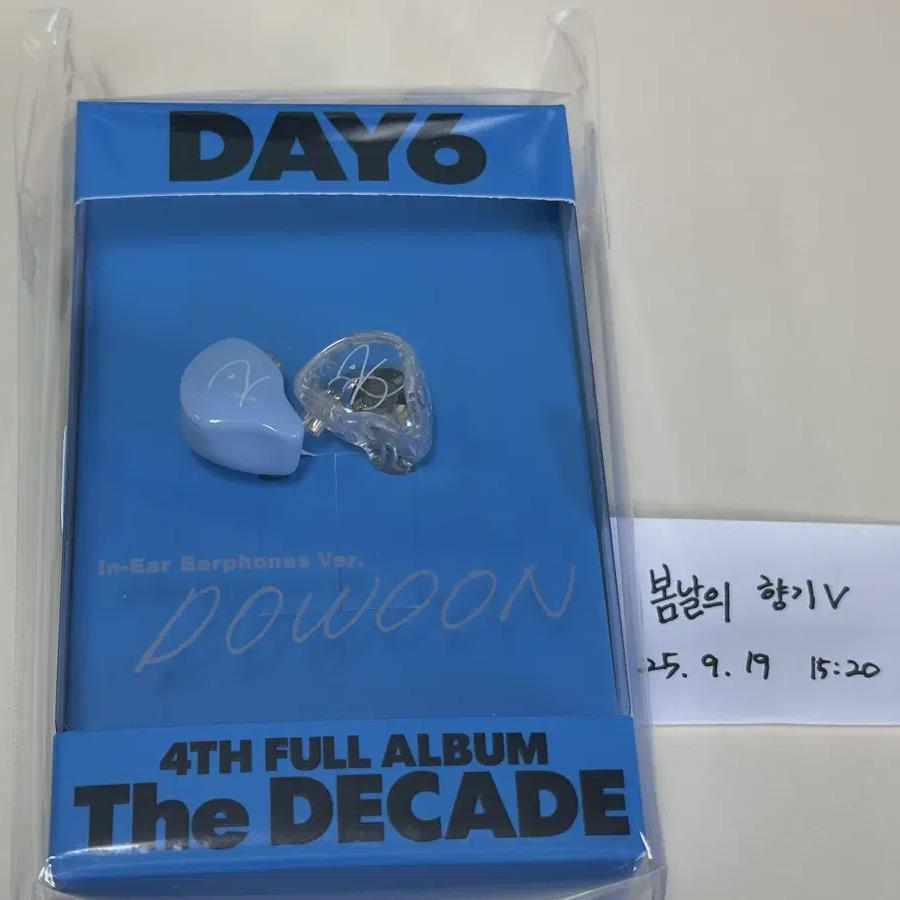 DAY6
In-Ear Earphones Ver.
DOWOON
4TH FULL ALBUM
The DECADE
봄날의 향기V
25. 9. 19 15:20